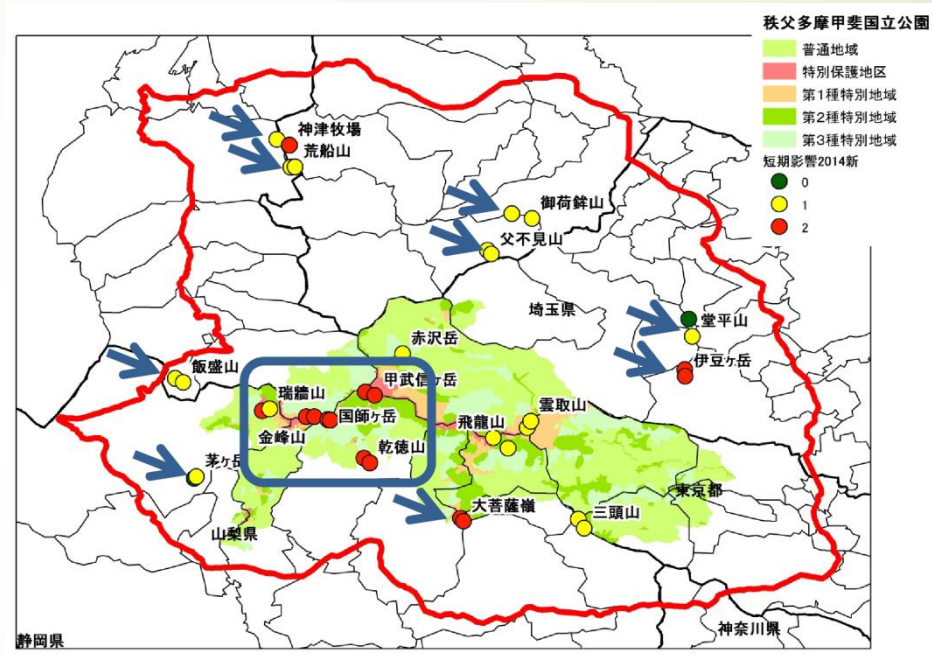 秩父多摩甲斐国立公園
普通地域
特別保護地区
第1種特別地域
第2種特別地域
第3種特別地域
短期影響2014新
0
1
2
神津牧場
荒船山
御荷鉾山
父不見山
埼玉県
堂平山
伊豆ヶ岳
赤沢岳
飯盛山
瑞牆山
甲武信ヶ岳
金峰山
国師ヶ岳
雲取山
飛龍山
乾徳山
茅ヶ岳
大菩薩嶺
東京都
三頭山
山梨県
静岡県
神奈川県